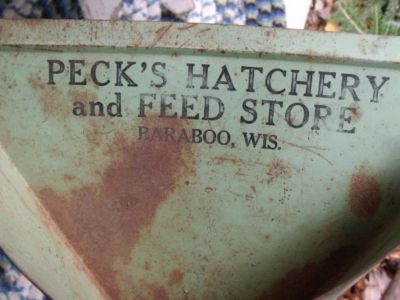 PECK'S HATCHERY
and FEED STORE
BARABOO, WIS.